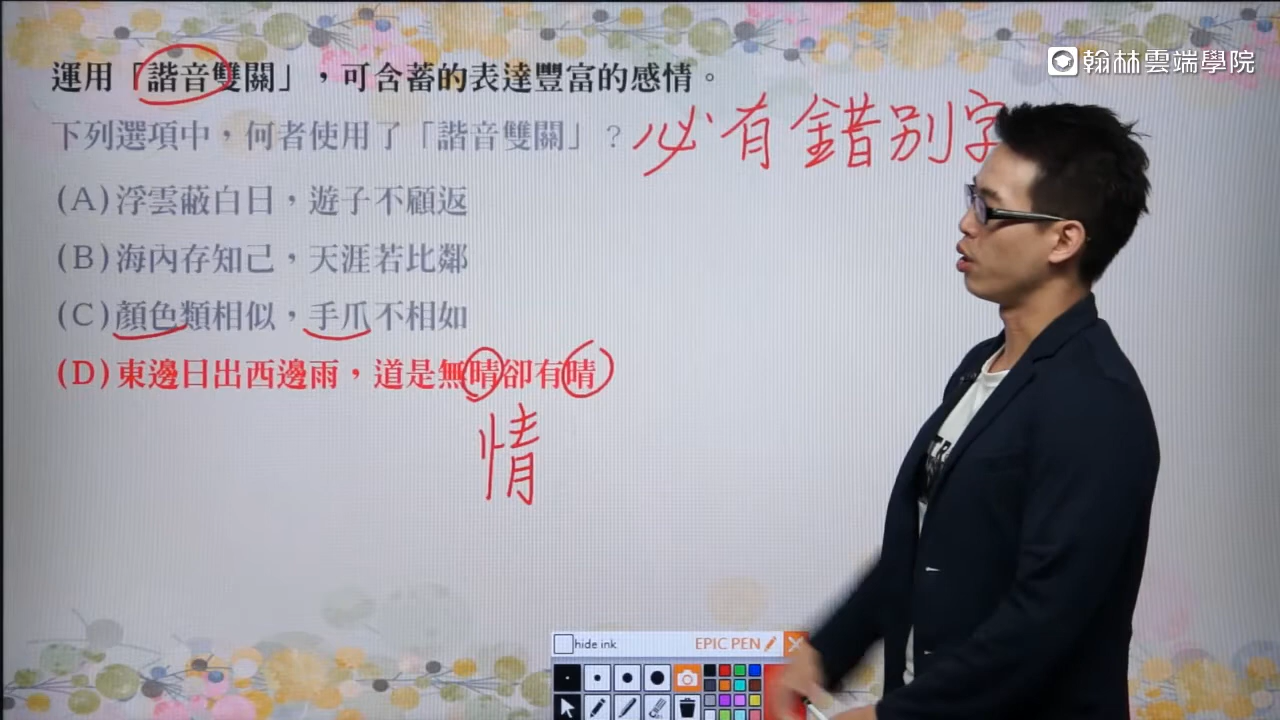 翰林雲端學院
運用「諧音雙關」，可含蓄的表達豐富的感情。
下列選項中，何者使用了「諧音雙關」？
必有錯別字
(A)浮雲蔽白日，遊子不顧返
(B)海內存知己，天涯若比鄰
(C)顏色類相似，手爪不相如
(D)東邊日出西邊雨，道是無晴卻有晴
情
hide ink
EPIC PEN